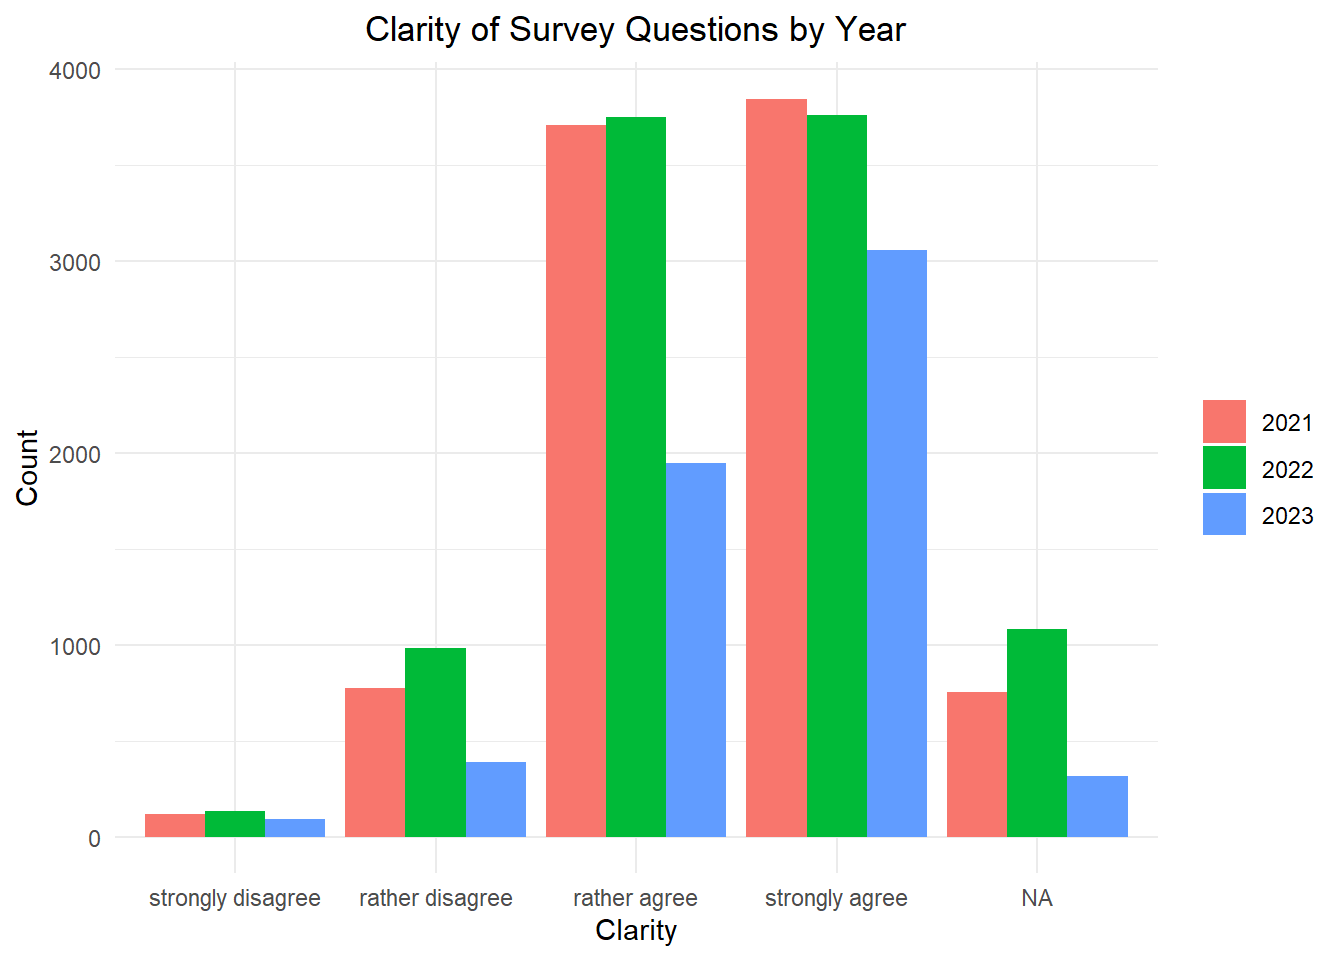 Clarity of Survey Questions by Year
4000
3000
2000
1000
0
Count
strongly disagree
rather disagree
rather agree
strongly agree
NA
Clarity
2021
2022
2023